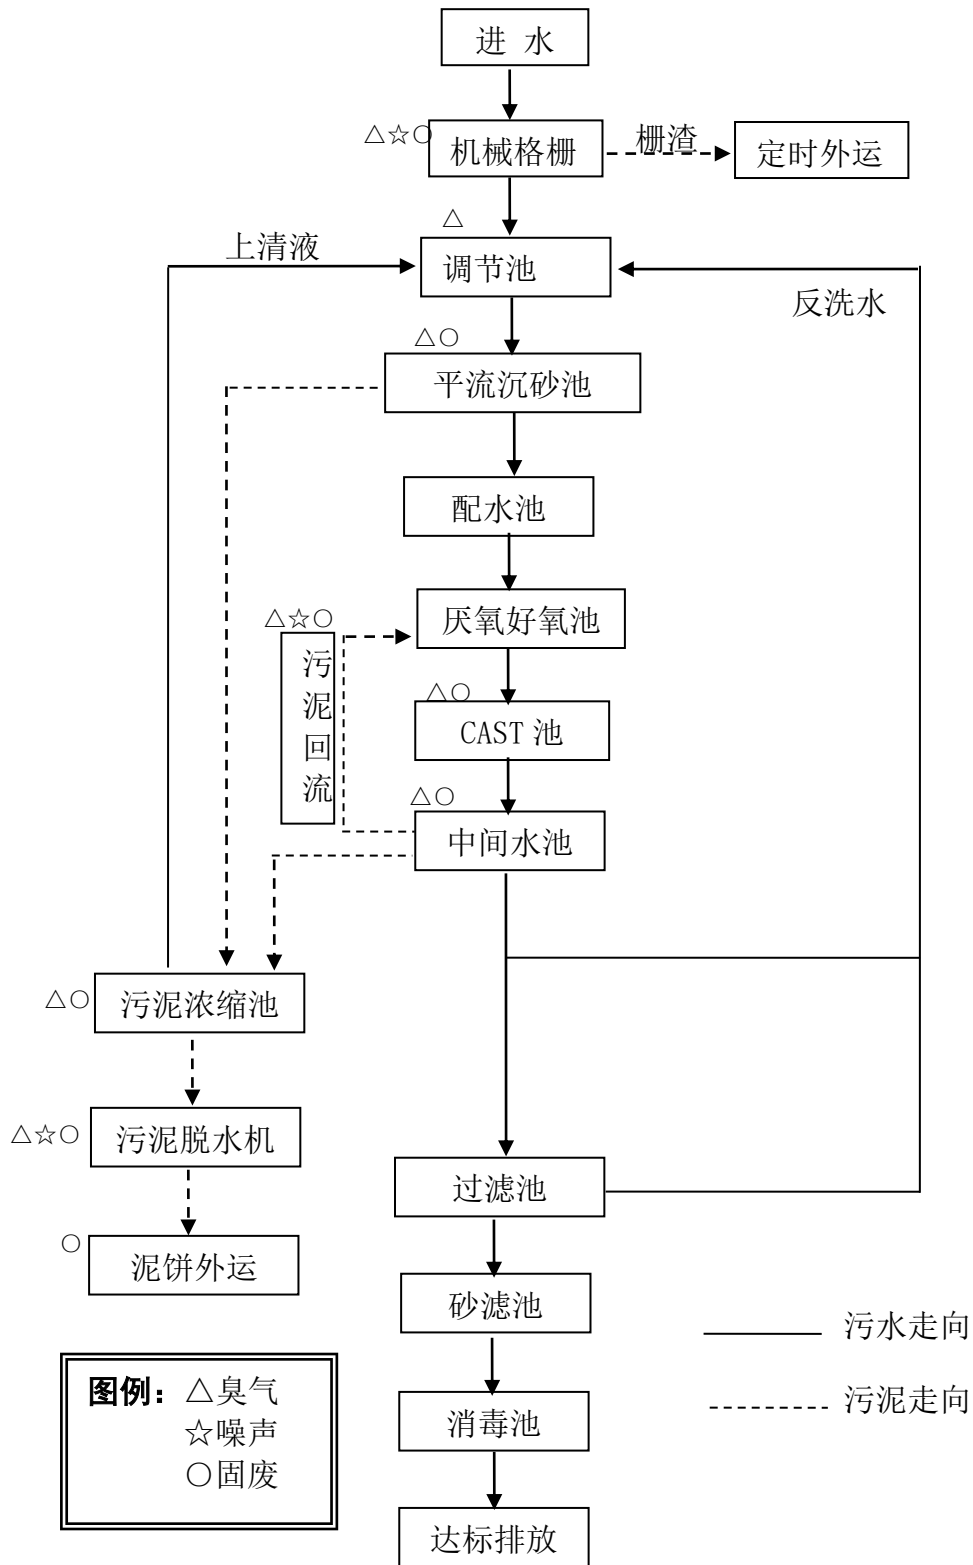 进 水
△☆○
机械格栅
栅渣
定时外运
△
上清液
调节池
反洗水
△○
平流沉砂池
配水池
△☆○
厌氧好氧池
污
泥
回
流
△○
CAST 池
△○
中间水池
△○
污泥浓缩池
△☆○
污泥脱水机
过滤池
○
泥饼外运
砂滤池
污水走向
图例：△臭气
☆噪声
○固废
污泥走向
消毒池
达标排放